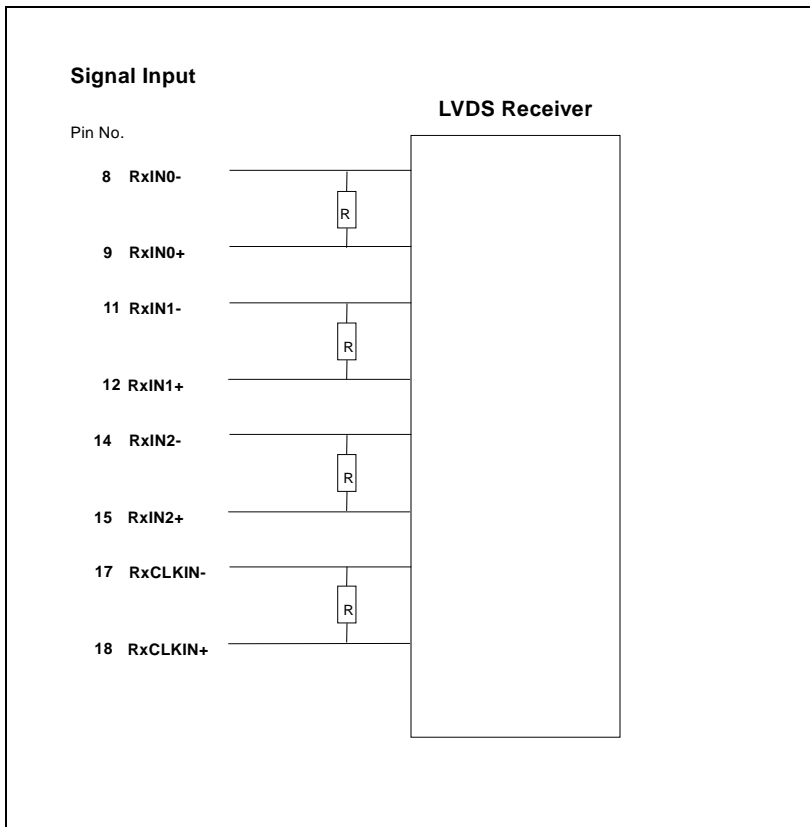 Signal Input
LVDS Receiver
Pin No.
8 RxIN0-
R
9 RxIN0+
11 RxIN1-
R
12 RxIN1+
14 RxIN2-
R
15 RxIN2+
17 RxCLKIN-
R
18 RxCLKIN+